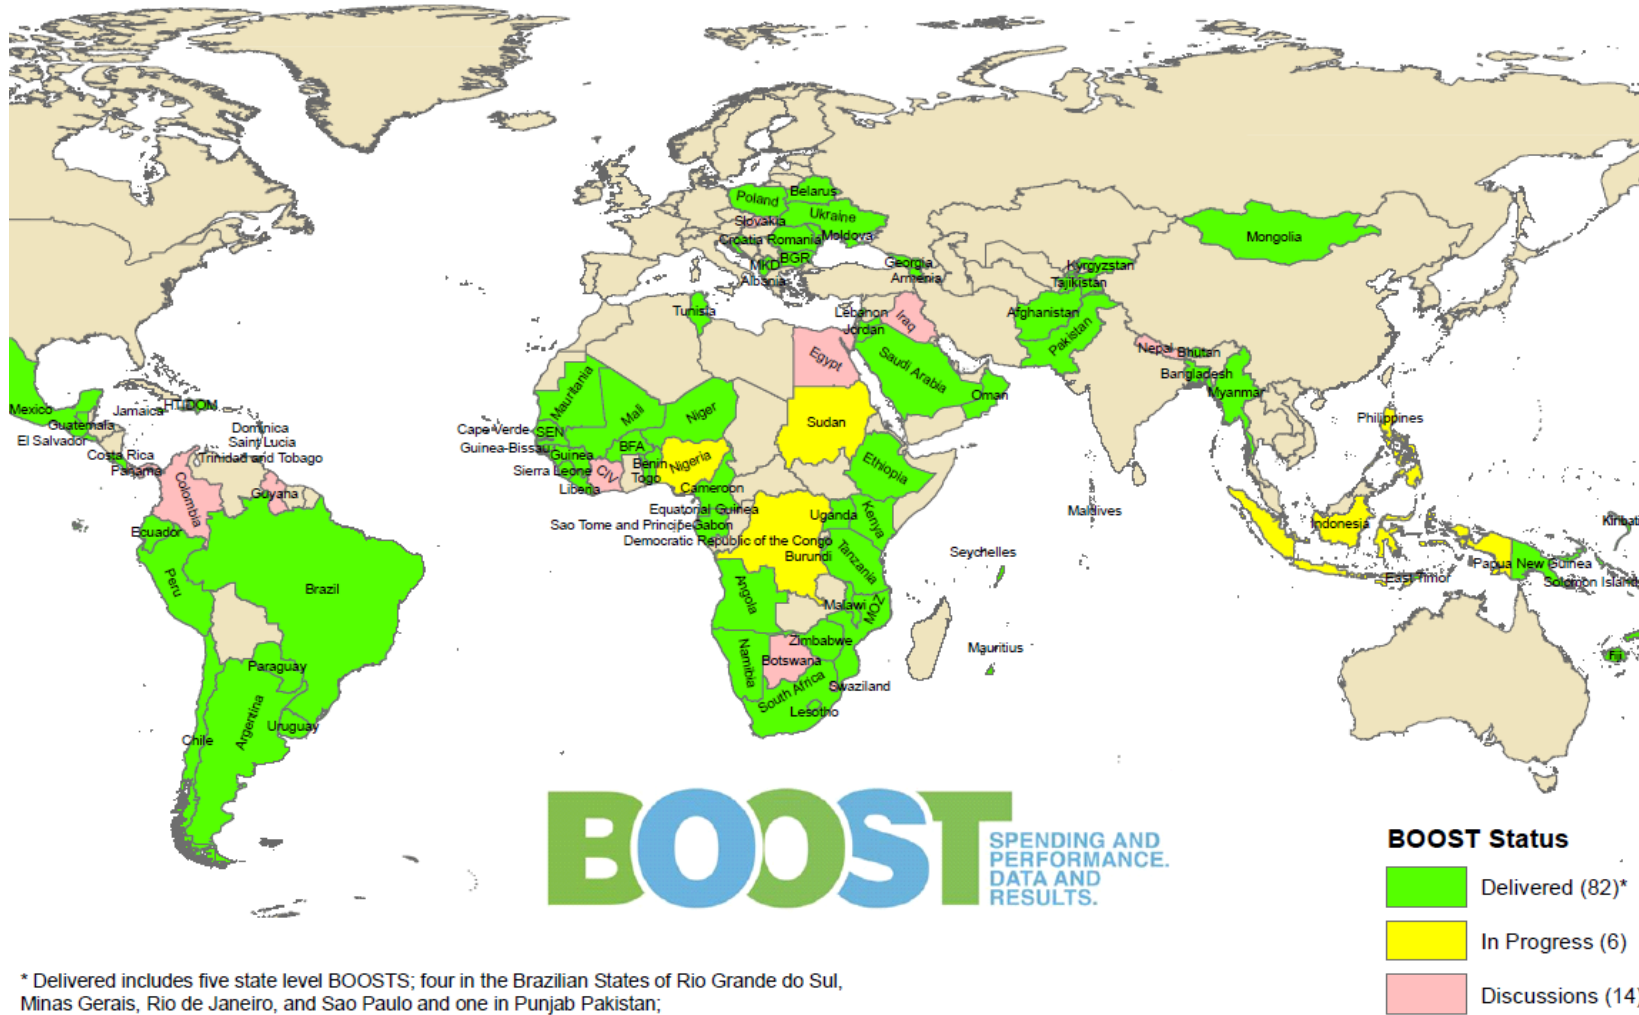 Poland
Belarus
Slovakia
Ukraine
Croatia
Romania
Moldova
MKD
BGR
Albania
Georgia
Armenia
Kyrgyzstan
Tajikistan
Mongolia
Tunisia
Lebanon
Jordan
Iraq
Afghanistan
Pakistan
Egypt
Saudi Arabia
Oman
Nepal
Bhutan
Bangladesh
Myanmar
Mexico
Guatemala
El Salvador
Jamaica
HTI
DOM
Dominica
Saint Lucia
Trinidad and Tobago
Costa Rica
Panama
Colombia
Guyana
Ecuador
Peru
Brazil
Paraguay
Argentina
Uruguay
Chile
Mauritania
Mali
Niger
Sudan
Cape Verde
SEN
Guinea-Bissau
Guinea
BFA
Sierra Leone
Liberia
CIV
Benin
Togo
Nigeria
Cameroon
Ethiopia
Equatorial Guinea
Sao Tome and Principe
Gabon
Democratic Republic of the Congo
Uganda
Kenya
Burundi
Tanzania
Angola
Malawi
MOZ
Zimbabwe
Namibia
Botswana
South Africa
Swaziland
Lesotho
Seychelles
Mauritius
Maldives
Philippines
Indonesia
East Timor
Papua New Guinea
Solomon Islands
Kiribati
Fiji
BOOST
SPENDING AND
PERFORMANCE.
DATA AND
RESULTS.
BOOST Status
Delivered (82)*
In Progress (6)
Discussions (14)
* Delivered includes five state level BOOSTS; four in the Brazilian States of Rio Grande do Sul,
Minas Gerais, Rio de Janeiro, and Sao Paulo and one in Punjab Pakistan;